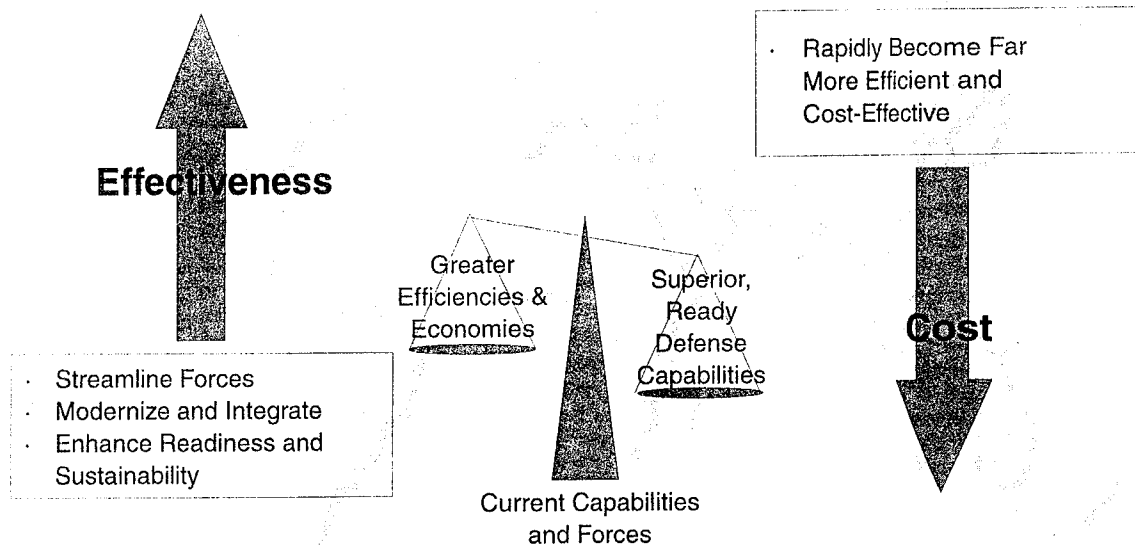 · Rapidly Become Far
More Efficient and
Cost-Effective
Effectiveness
Greater
Efficiencies &
Economies
Superior,
Ready
Defense
Capabilities
Cost
· Streamline Forces
· Modernize and Integrate
· Enhance Readiness and
Sustainability
Current Capabilities
and Forces